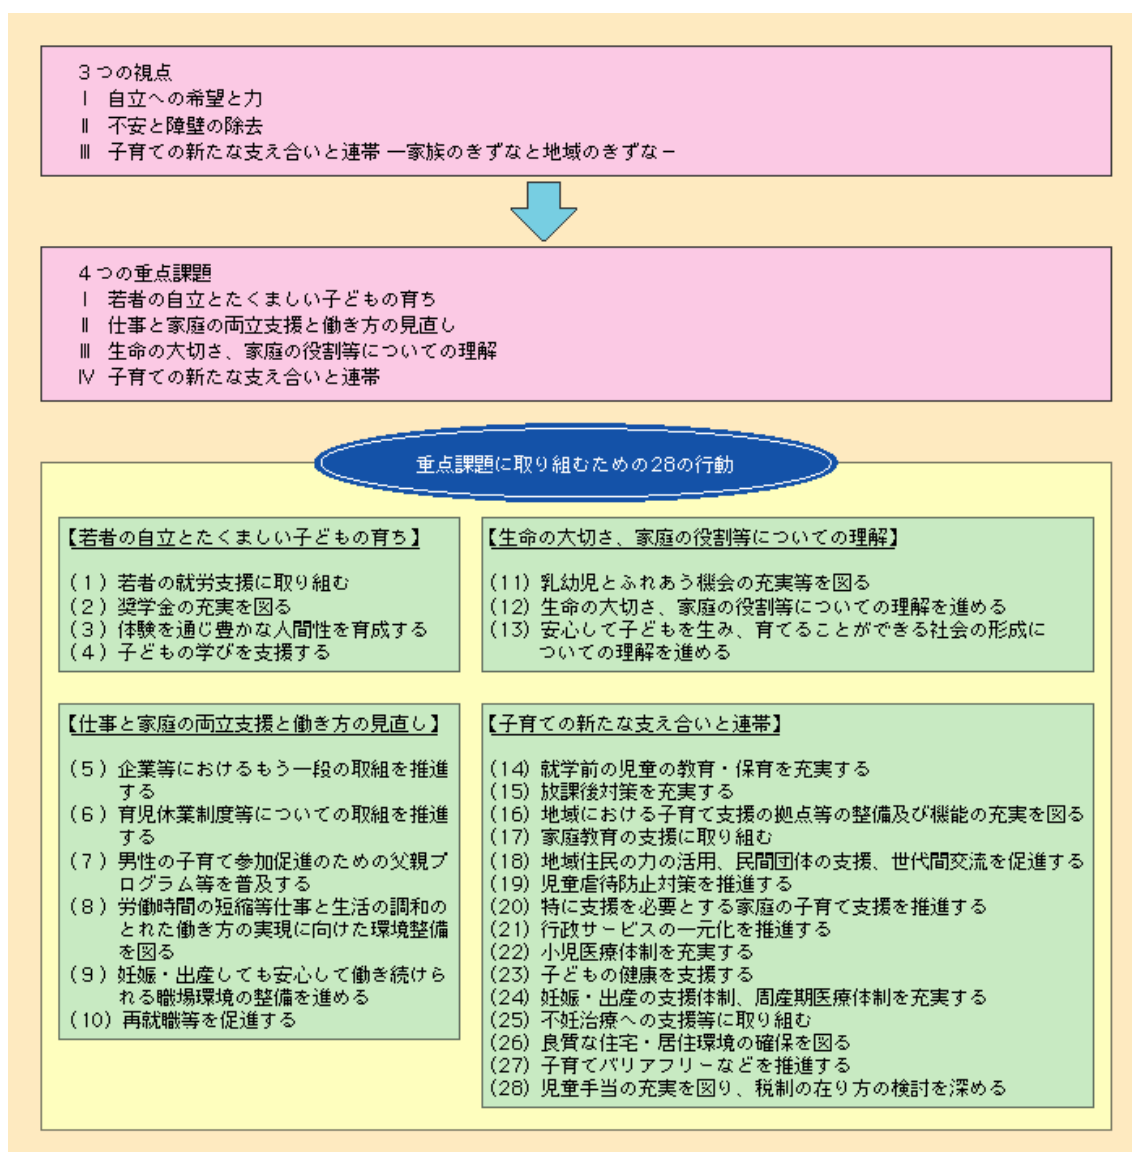 3つの視点
Ⅰ 自立への希望と力
Ⅱ 不安と障壁の除去
Ⅲ 子育ての新たな支え合いと連帯 ―家族のきずなと地域のきずな－
4つの重点課題
Ⅰ 若者の自立とたくましい子どもの育ち
Ⅱ 仕事と家庭の両立支援と働き方の見直し
Ⅲ 生命の大切さ、家庭の役割等についての理解
Ⅳ 子育ての新たな支え合いと連帯
重点課題に取り組むための28の行動
【若者の自立とたくましい子どもの育ち】
(1) 若者の就労支援に取り組む
(2) 奨学金の充実を図る
(3) 体験を通じ豊かな人間性を育成する
(4) 子どもの学びを支援する
【仕事と家庭の両立支援と働き方の見直し】
(5) 企業等におけるもう一段の取組を推進
する
(6) 育児休業制度等についての取組を推進
する
(7) 男性の子育て参加促進のための父親プ
ログラム等を普及する
(8) 労働時間の短縮等仕事と生活の調和の
とれた働き方の実現に向けた環境整備
を図る
(9) 妊娠・出産しても安心して働き続けら
れる職場環境の整備を進める
(10) 再就職等を促進する
【生命の大切さ、家庭の役割等についての理解】
(11) 乳幼児とふれあう機会の充実等を図る
(12) 生命の大切さ、家庭の役割等についての理解を進める
(13) 安心して子どもを生み、育てることができる社会の形成に
ついての理解を進める
【子育ての新たな支え合いと連帯】
(14) 就学前の児童の教育・保育を充実する
(15) 放課後対策を充実する
(16) 地域における子育て支援の拠点等の整備及び機能の充実を図る
(17) 家庭教育の支援に取り組む
(18) 地域住民の力の活用、民間団体の支援、世代間交流を促進する
(19) 児童虐待防止対策を推進する
(20) 特に支援を必要とする家庭の子育て支援を推進する
(21) 行政サービスの一元化を推進する
(22) 小児医療体制を充実する
(23) 子どもの健康を支援する
(24) 妊娠・出産の支援体制、周産期医療体制を充実する
(25) 不妊治療への支援等に取り組む
(26) 良質な住宅・居住環境の確保を図る
(27) 子育てバリアフリーなどを推進する
(28) 児童手当の充実を図り、税制の在り方の検討を深める